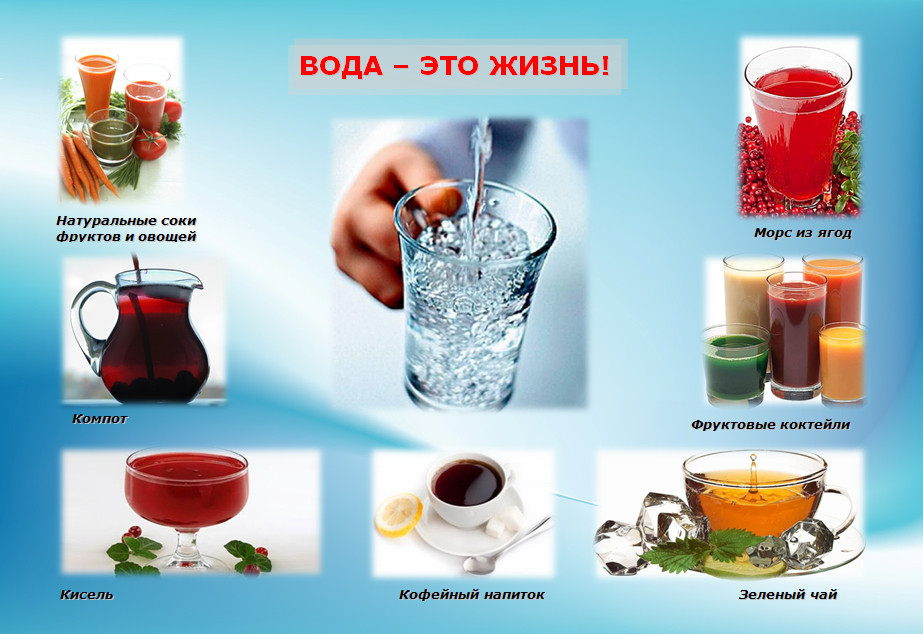 ВОДА – ЭТО ЖИЗНЬ!
Натуральные соки
фруктов и овощей
Морс из ягод
Компот
Фруктовые коктейли
Кисель
Кофейный напиток
Зеленый чай